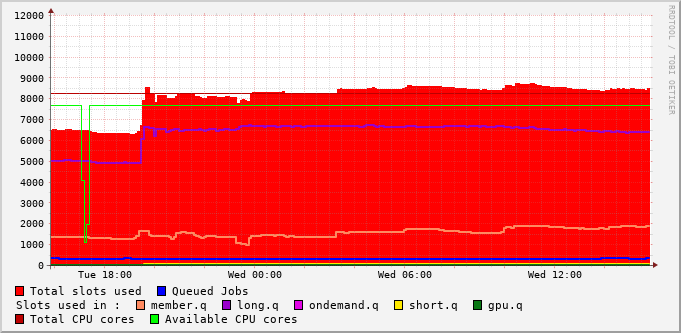 RRDTOOL / TOBI OETIKER
12000
11000
10000
9000
8000
7000
6000
5000
4000
3000
2000
1000
0
Tue 18:00 Wed 00:00 Wed 06:00 Wed 12:00
Total slots used Queued Jobs
Slots used in : member.q long.q ondemand.q short.q gpu.q
Total CPU cores Available CPU cores